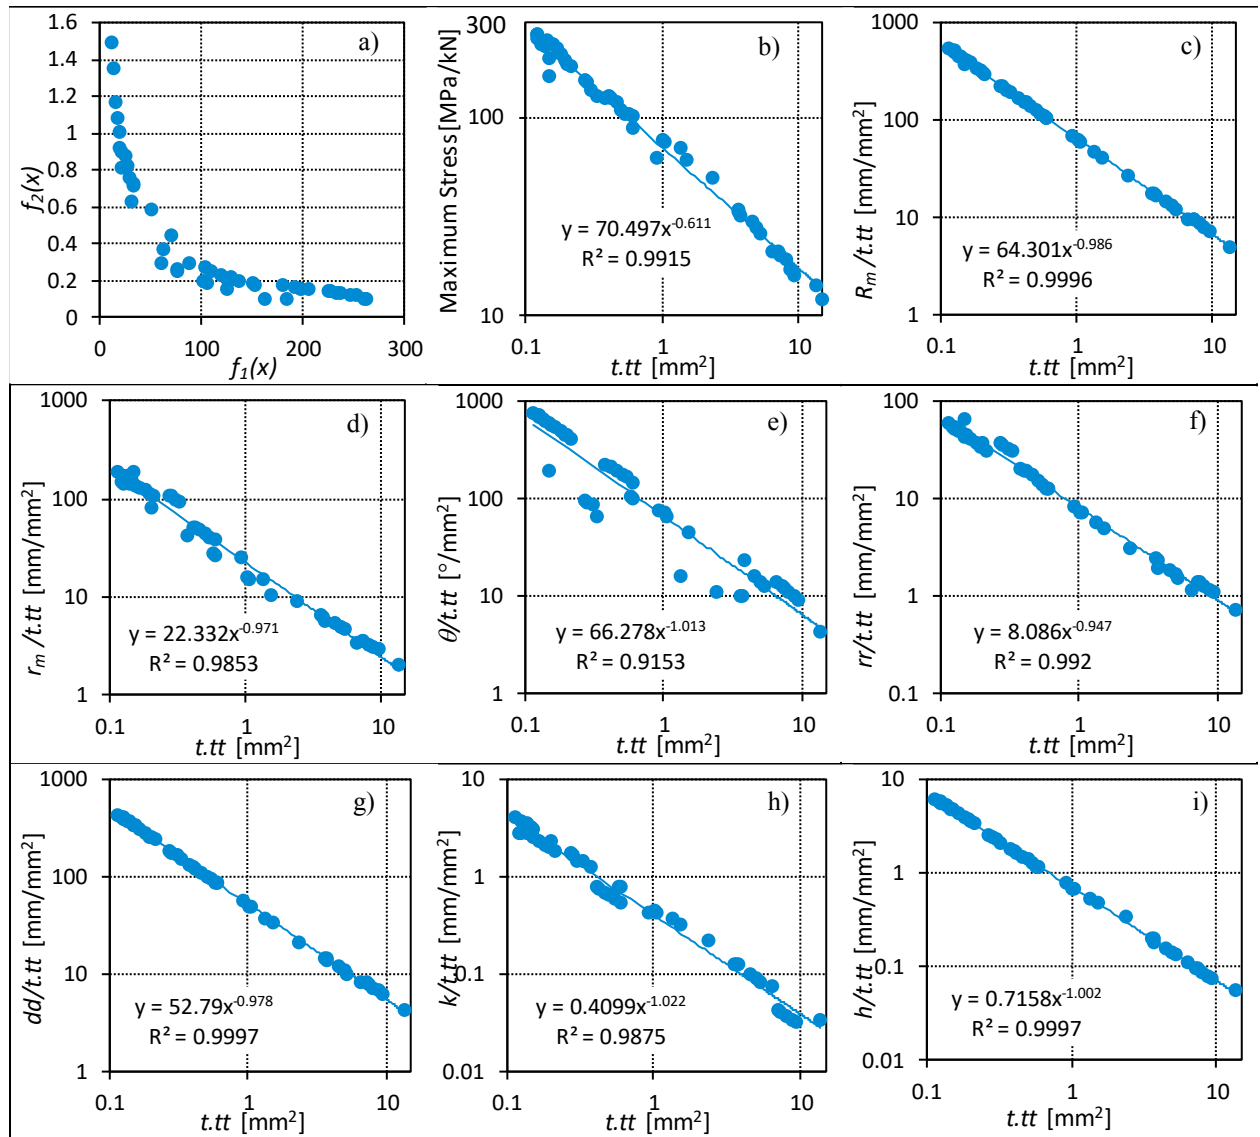 a)
f₂(x)
1.6
1.4
1.2
1
0.8
0.6
0.4
0.2
0
0 100 200 300
f₁(x)
b)
Maximum Stress[MPa/kN]
300
100
10
y = 70.497x⁻⁰·⁶¹¹
R² = 0.9915
0.1 1 10
t.tt [mm²]
c)
Rₘ/t.tt [mm/mm²]
1000
100
10
1
y = 64.301x⁻⁰·⁹⁸⁶
R² = 0.9996
0.1 1 10
t.tt [mm²]
d)
rₘ/t.tt [mm/mm²]
1000
100
10
1
y = 22.332x⁻⁰·⁹⁷¹
R² = 0.9853
0.1 1 10
t.tt [mm²]
e)
θ/t.tt [°/mm²]
1000
100
10
1
y = 66.278x⁻¹·⁰¹³
R² = 0.9153
0.1 1 10
t.tt [mm²]
f)
rr/t.tt [mm/mm²]
100
10
1
0.1
y = 8.086x⁻⁰·⁹⁴⁷
R² = 0.992
0.1 1 10
t.tt [mm²]
g)
dd/t.tt [mm/mm²]
1000
100
10
1
y = 52.79x⁻⁰·⁹⁷⁸
R² = 0.9997
0.1 1 10
t.tt [mm²]
h)
k/t.tt [mm/mm²]
10
1
0.1
0.01
y = 0.4099x⁻¹·⁰²²
R² = 0.9875
0.1 1 10
t.tt [mm²]
i)
h/t.tt [mm/mm²]
10
1
0.1
0.01
y = 0.7158x⁻¹·⁰⁰²
R² = 0.9997
0.1 1 10
t.tt [mm²]